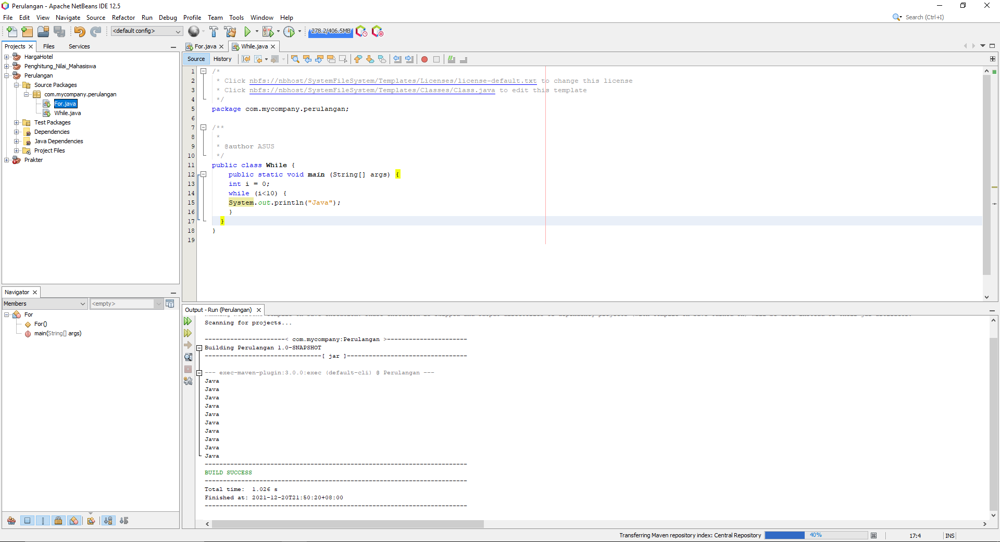 Perulangan - Apache NetBeans IDE 12.5
File Edit View Navigate Source Refactor Run Debug Profile Team Tools Window Help
Search (Ctrl+I)
<default config>
278.2/406.5MB
Projects
Files
Services
HargaHotel
Penghitung_Nilai_Mahasiswa
Perulangan
Source Packages
com.mycompany.perulangan
For.java
While.java
Test Packages
Dependencies
Java Dependencies
Project Files
Prakter
Navigator
Members
<empty>
For
For()
main(String[] args)
For.java
While.java
Source
History
1 /*
2 * Click nbfs://nbhost/SystemFileSystem/Templates/Licenses/license-default.txt to change this license
3 * Click nbfs://nbhost/SystemFileSystem/Templates/Classes/Class.java to edit this template
4 */
5 package com.mycompany.perulangan;
6
7 /**
8 *
9 * @author ASUS
10 */
11 public class While {
12 public static void main (String[] args) {
13 int i = 0;
14 while (i<10) {
15 System.out.println("Java");
16 }
17 }
18 }
19
Output - Run (Perulangan)
Scanning for projects...
----------------------< com.mycompany:Perulangan >----------------------
Building Perulangan 1.0-SNAPSHOT
--------------------------------[ jar ]---------------------------------
--- exec-maven-plugin:3.0.0:exec (default-cli) @ Perulangan ---
Java
Java
Java
Java
Java
Java
Java
Java
Java
Java
------------------------------------------------------------------------
BUILD SUCCESS
------------------------------------------------------------------------
Total time:  1.026 s
Finished at: 2021-12-20T21:50:20+08:00
------------------------------------------------------------------------
Transferring Maven repository index: Central Repository
40%
17:4
INS